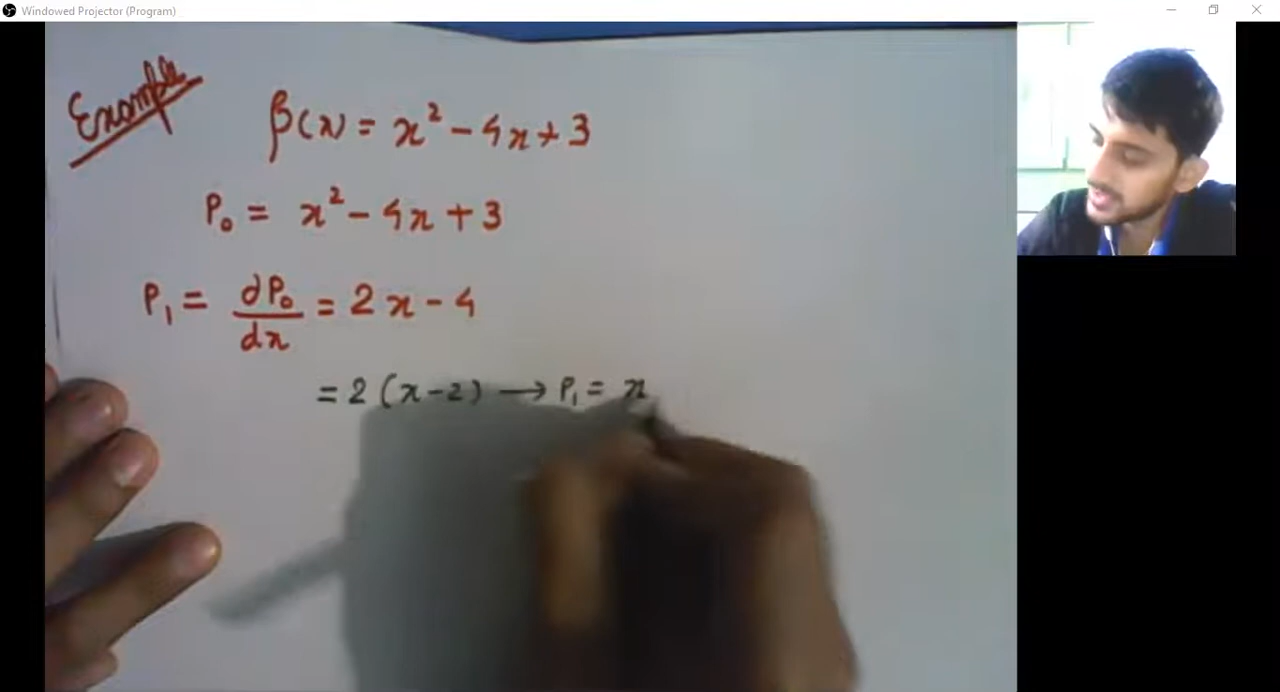 Windowed Projector (Program)
Example
β(x) = x² - 4x + 3
P₀ = x² - 4x + 3
P₁ = dP₀/dx = 2x - 4
= 2(x-2) → P₁ = x